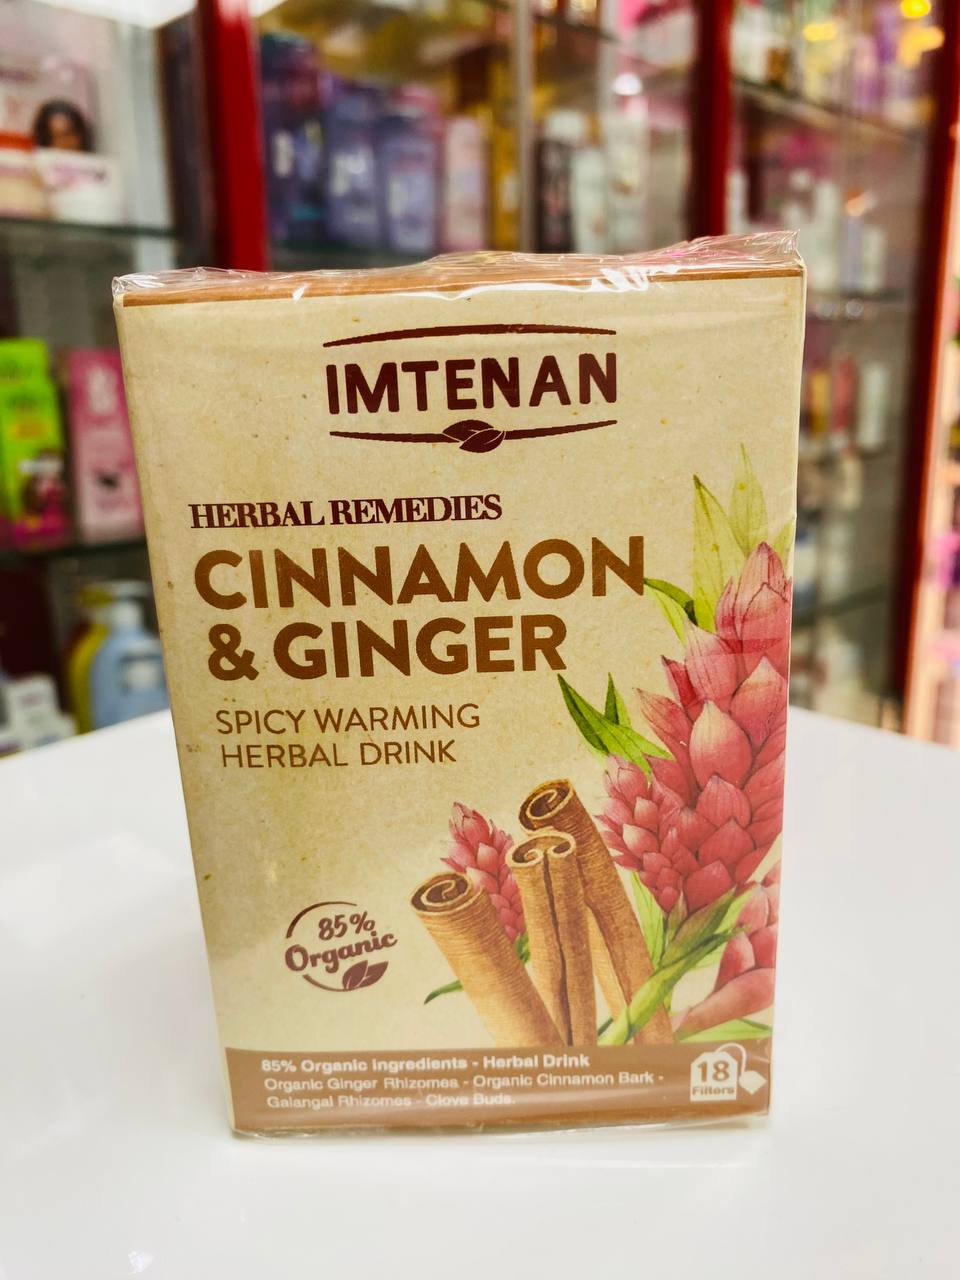 IMTENAN
HERBAL REMEDIES
CINNAMON
& GINGER
SPICY WARMING
HERBAL DRINK
85%
Organic
85% Organic ingredients - Herbal Drink
Organic Ginger Rhizomes - Organic Cinnamon Bark -
Galangal Rhizomes - Clove Buds.
18
Filters